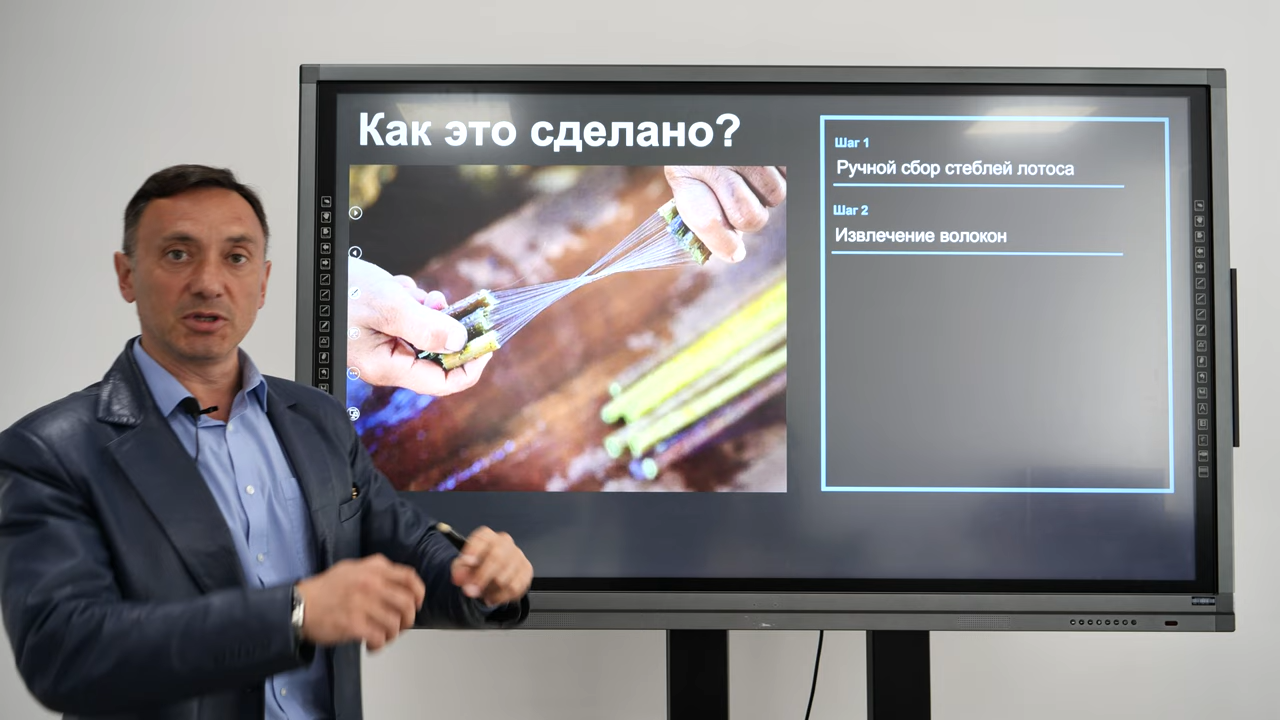 Как это сделано?
Шаг 1
Ручной сбор стеблей лотоса
Шаг 2
Извлечение волокон